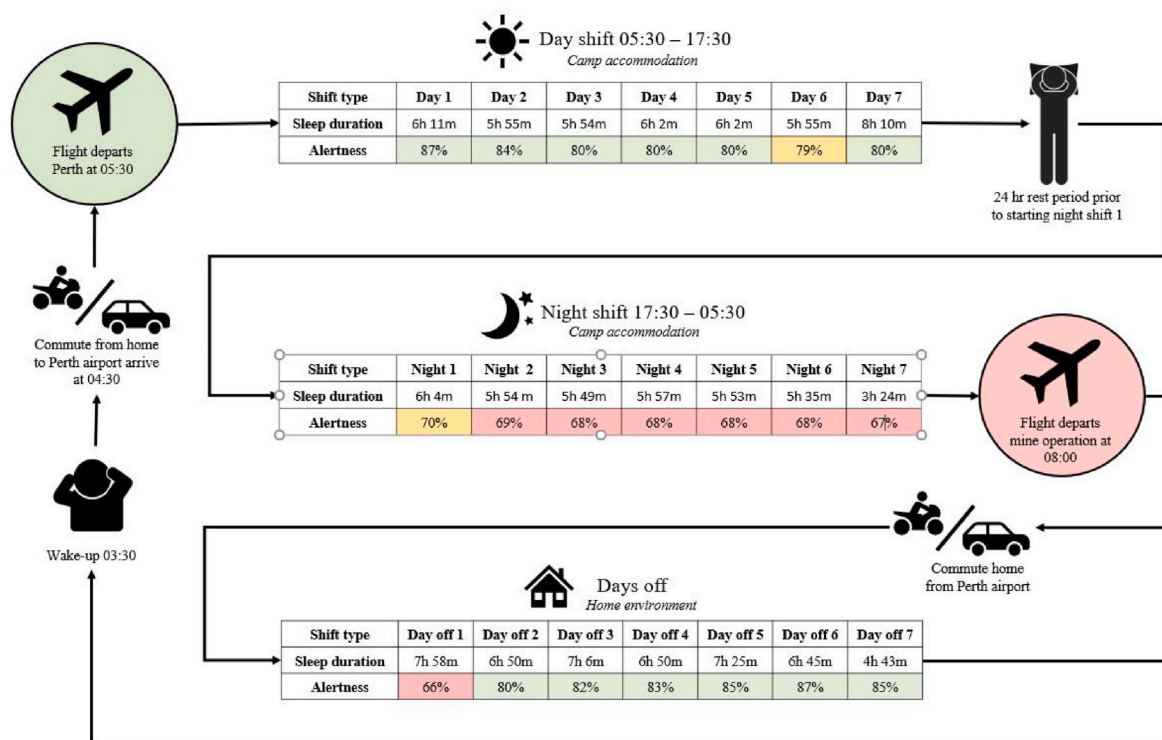 Day shift 05:30 – 17:30
Camp accommodation
Shift type Day 1 Day 2 Day 3 Day 4 Day 5 Day 6 Day 7
Sleep duration 6h 11m 5h 55m 5h 54m 6h 2m 6h 2m 5h 55m 8h 10m
Alertness 87% 84% 80% 80% 80% 79% 80%
Flight departs
Perth at 05:30
24 hr rest period prior
to starting night shift 1
Commute from home
to Perth airport arrive
at 04:30
Night shift 17:30 – 05:30
Camp accommodation
Shift type Night 1 Night 2 Night 3 Night 4 Night 5 Night 6 Night 7
Sleep duration 6h 4m 5h 54 m 5h 49m 5h 57m 5h 53m 5h 35m 3h 24m
Alertness 70% 69% 68% 68% 68% 68% 67%
Flight departs
mine operation at
08:00
Wake-up 03:30
Commute home
from Perth airport
Days off
Home environment
Shift type Day off 1 Day off 2 Day off 3 Day off 4 Day off 5 Day off 6 Day off 7
Sleep duration 7h 58m 6h 50m 7h 6m 6h 50m 7h 25m 6h 45m 4h 43m
Alertness 66% 80% 82% 83% 85% 87% 85%